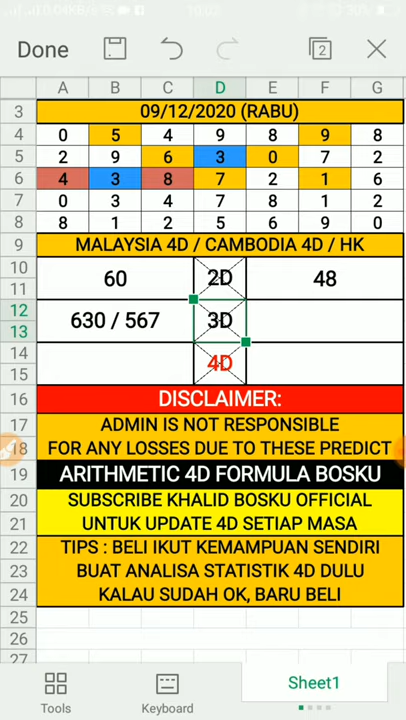 10:02
30%
Done
2
A B C D E F G
3 09/12/2020 (RABU)
4 0 5 4 9 8 9 8
5 2 9 6 3 0 7 2
6 4 3 8 7 2 1 6
7 0 3 4 7 8 1 2
8 8 1 2 5 6 9 0
9 MALAYSIA 4D / CAMBODIA 4D / HK
10 60 2D 48
11
12 630 / 567 3D
13
14 4D
15
16 DISCLAIMER:
17 ADMIN IS NOT RESPONSIBLE
18 FOR ANY LOSSES DUE TO THESE PREDICT
19 ARITHMETIC 4D FORMULA BOSKU
20 SUBSCRIBE KHALID BOSKU OFFICIAL
21 UNTUK UPDATE 4D SETIAP MASA
22 TIPS : BELI IKUT KEMAMPUAN SENDIRI
23 BUAT ANALISA STATISTIK 4D DULU
24 KALAU SUDAH OK, BARU BELI
25
26
27
Tools Keyboard Sheet1